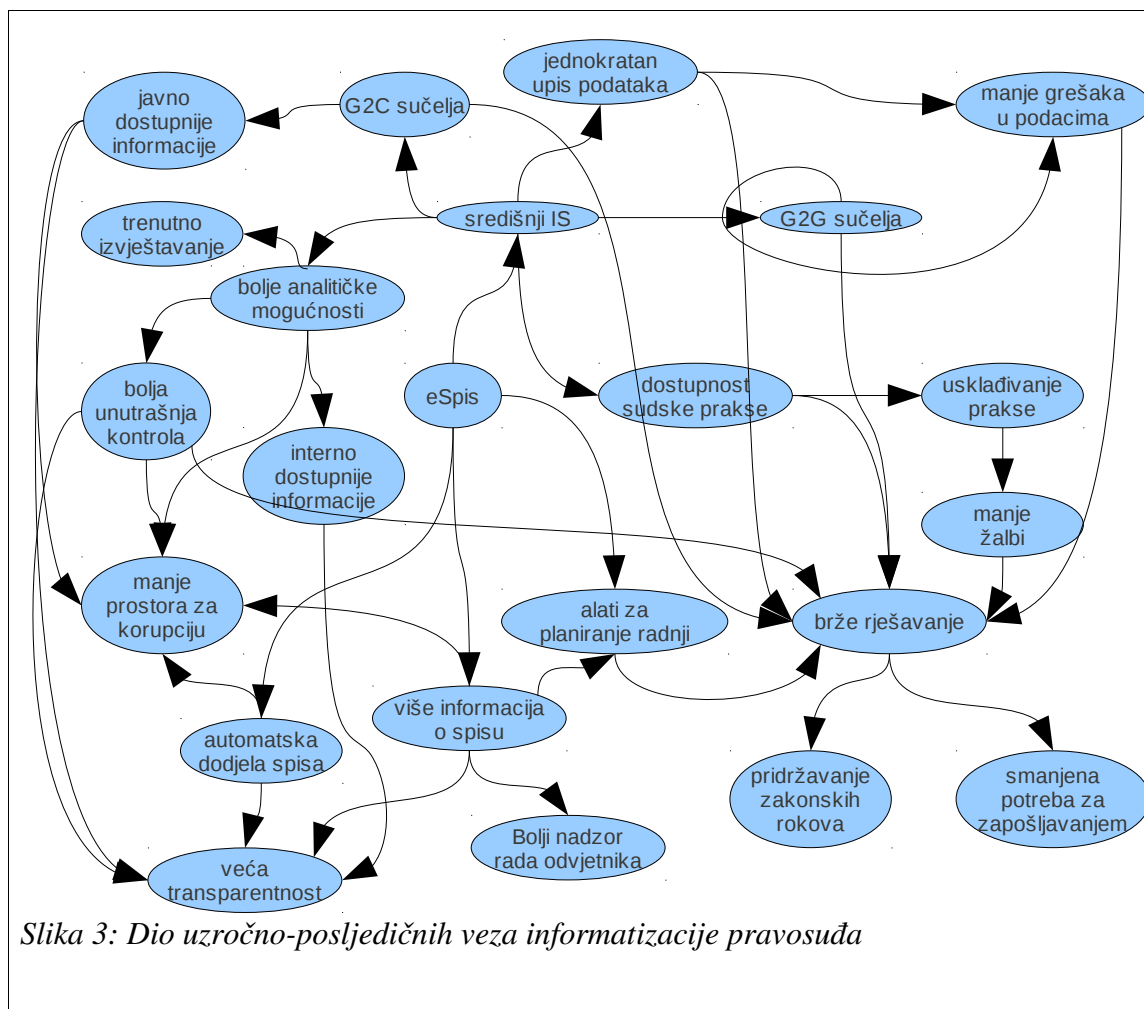 jednokratan
upis podataka
javno
dostupnije
informacije
G2C sučelja
manje grešaka
u podacima
trenutno
izvještavanje
središnji IS
G2G sučelja
bolje analitičke
mogućnosti
bolja
unutrašnja
kontrola
eSpis
dostupnost
sudske prakse
usklađivanje
prakse
interno
dostupnije
informacije
manje
žalbi
manje
prostora za
korupciju
alati za
planiranje radnji
brže rješavanje
više informacija
o spisu
automatska
dodjela spisa
pridržavanje
zakonskih
rokova
smanjena
potreba za
zapošljavanjem
Bolji nadzor
rada odvjetnika
veća
transparentnost
Slika 3: Dio uzročno-posljedičnih veza informatizacije pravosuđa